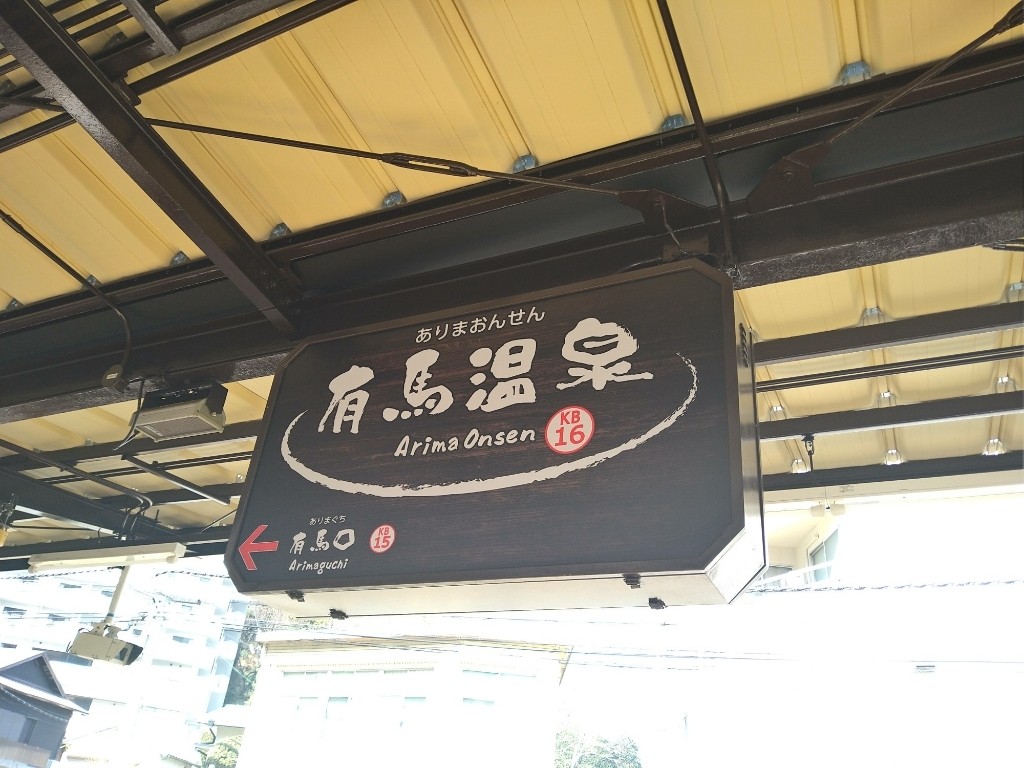 ありまおんせん
有馬温泉
Arima Onsen
KB
16
ありまぐち
有馬口
Arimaguchi
KB
15